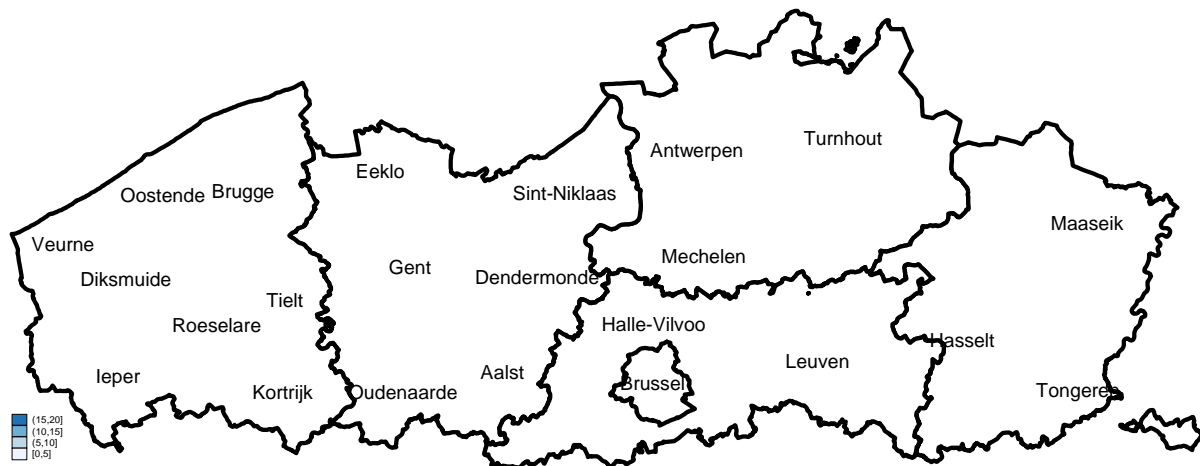 Turnhout
Antwerpen
Eeklo
Oostende
Brugge
Sint-Niklaas
Maaseik
Veurne
Mechelen
Gent
Diksmuide
Dendermonde
Tielt
Roeselare
Halle-Vilvoo
Hasselt
Leuven
Aalst
Ieper
Brussel
Kortrijk
Oudenaarde
Tongeren
(15,20]
(10,15]
(5,10]
[0,5]